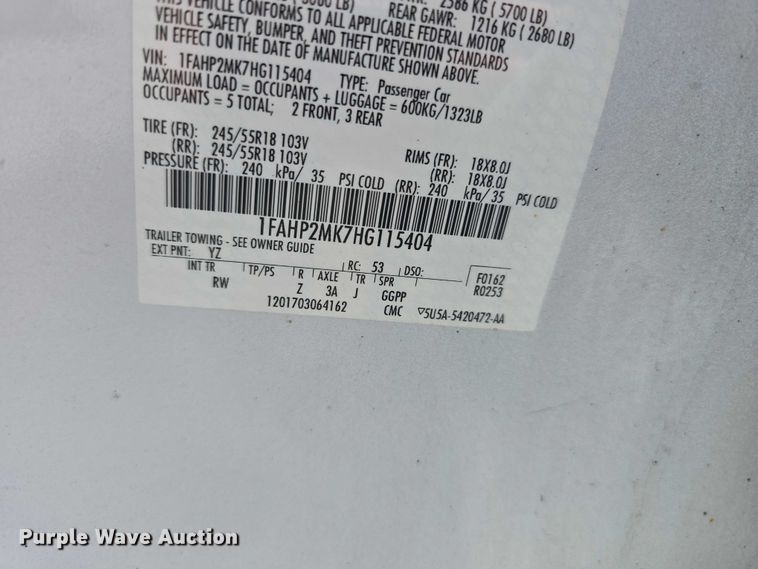 2586 KG ( 5700 LB)
REAR GAWR: 1216 KG ( 2680 LB)
VEHICLE CONFORMS TO ALL APPLICABLE FEDERAL MOTOR
VEHICLE SAFETY, BUMPER, AND THEFT PREVENTION STANDARDS
IN EFFECT ON THE DATE OF MANUFACTURE SHOWN ABOVE.
VIN: 1FAHP2MK7HG115404 TYPE: Passenger Car
MAXIMUM LOAD = OCCUPANTS + LUGGAGE = 600KG/1323LB
OCCUPANTS = 5 TOTAL; 2 FRONT, 3 REAR
TIRE (FR): 245/55R18 103V RIMS (FR): 18X8.0J
(RR): 245/55R18 103V (RR): 18X8.0J
PRESSURE (FR): 240 kPa/ 35 PSI COLD (RR): 240 kPa/ 35 PSI COLD
1FAHP2MK7HG115404
TRAILER TOWING - SEE OWNER GUIDE
EXT PNT: YZ RC: 53 DSO: F0162
INT TR TP/PS R AXLE TR SPR R0253
RW Z 3A J GGPP
1201703064162 CMC ▽5U5A-5420472-AA
Purple Wave Auction